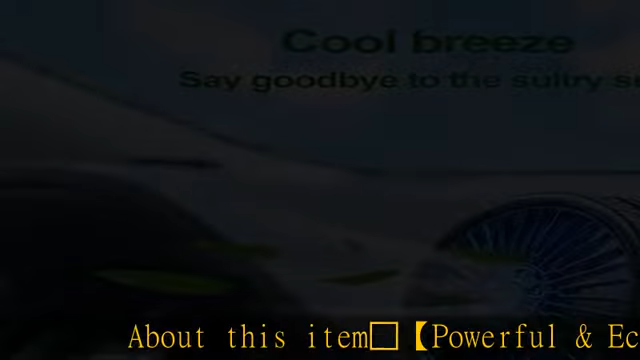 Cool breeze
Say goodbye to the sultry
About this item□【Powerful & Ec